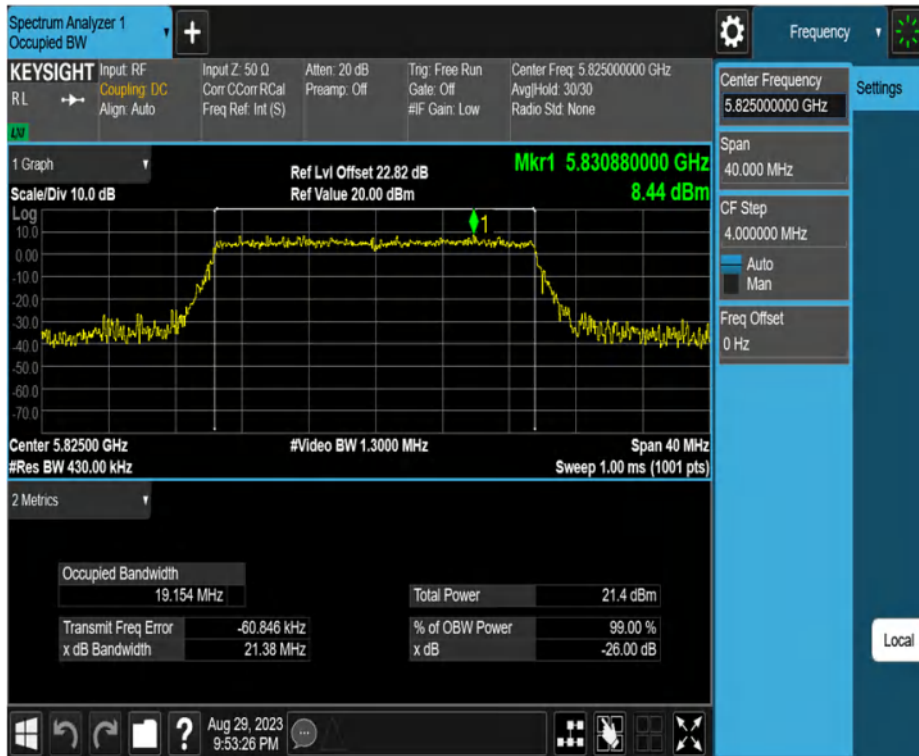 Spectrum Analyzer 1
Occupied BW
+
Frequency
KEYSIGHT
RL
LXI
Input: RF
Coupling: DC
Align: Auto
Input Z: 50 Ω
Corr CCorr RCal
Freq Ref: Int (S)
Atten: 20 dB
Preamp: Off
Trig: Free Run
Gate: Off
#IF Gain: Low
Center Freq: 5.825000000 GHz
Avg|Hold: 30/30
Radio Std: None
Center Frequency
5.825000000 GHz
Settings
Span
40.000 MHz
CF Step
4.000000 MHz
Auto
Man
Freq Offset
0 Hz
1 Graph
Scale/Div 10.0 dB
Ref Lvl Offset 22.82 dB
Ref Value 20.00 dBm
Mkr1 5.830880000 GHz
8.44 dBm
Log
10.0
0.00
-10.0
-20.0
-30.0
-40.0
-50.0
-60.0
-70.0
1
Center 5.82500 GHz
#Video BW 1.3000 MHz
Span 40 MHz
#Res BW 430.00 kHz
Sweep 1.00 ms (1001 pts)
2 Metrics
Occupied Bandwidth
19.154 MHz
Total Power 21.4 dBm
Transmit Freq Error -60.846 kHz
% of OBW Power 99.00 %
x dB Bandwidth 21.38 MHz
x dB -26.00 dB
Local
?
Aug 29, 2023
9:53:26 PM